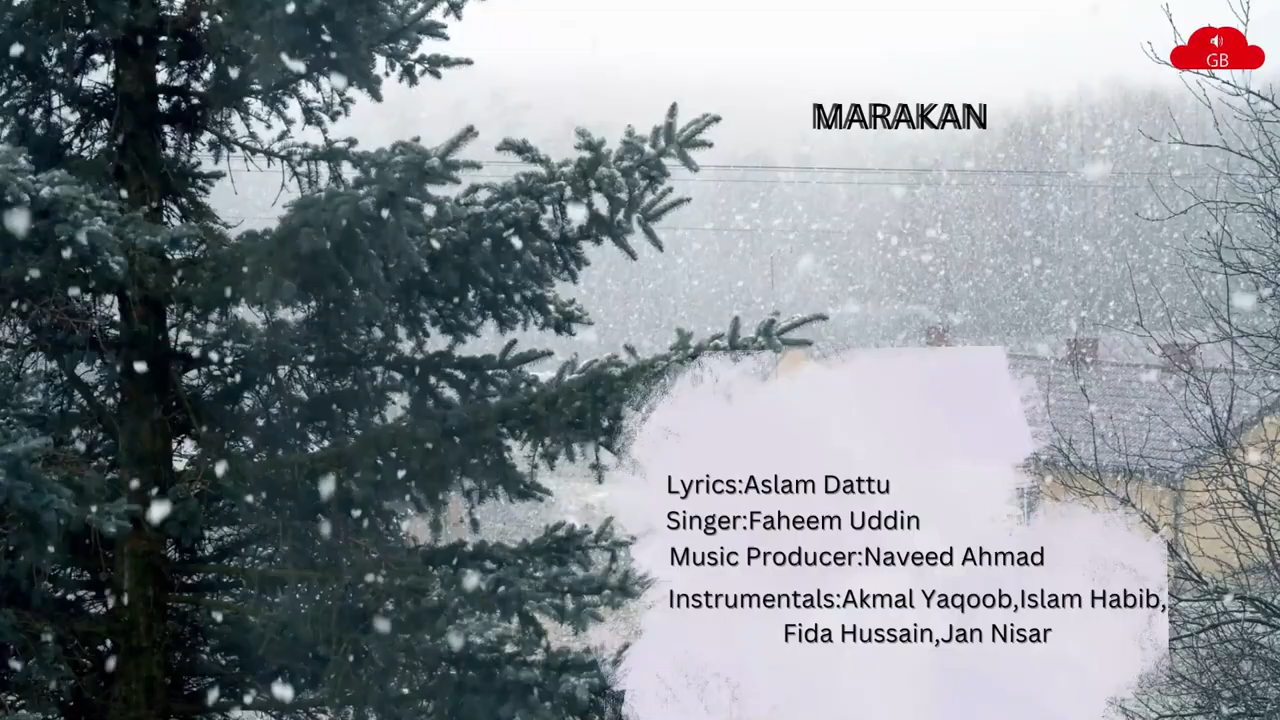 GB
MARAKAN
Lyrics:Aslam Dattu
Singer:Faheem Uddin
Music Producer:Naveed Ahmad
Instrumentals:Akmal Yaqoob,Islam Habib,
Fida Hussain,Jan Nisar